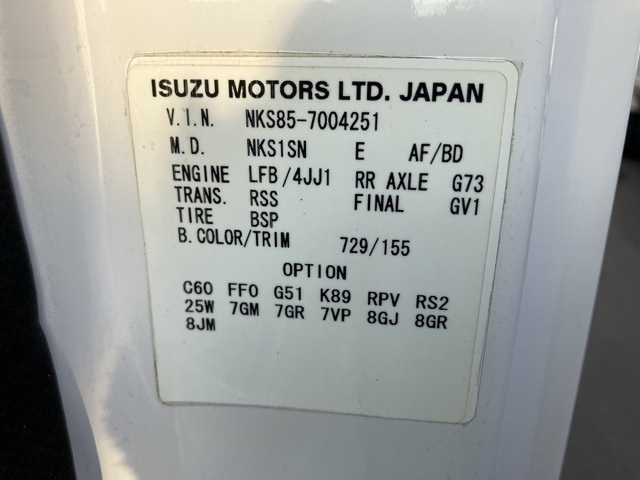 ISUZU MOTORS LTD. JAPAN
V.I.N. NKS85-7004251
M.D. NKS1SN E AF/BD
ENGINE LFB/4JJ1 RR AXLE G73
TRANS. RSS FINAL GV1
TIRE BSP
B.COLOR/TRIM 729/155
OPTION
C60 FFO G51 K89 RPV RS2
25W 7GM 7GR 7VP 8GJ 8GR
8JM